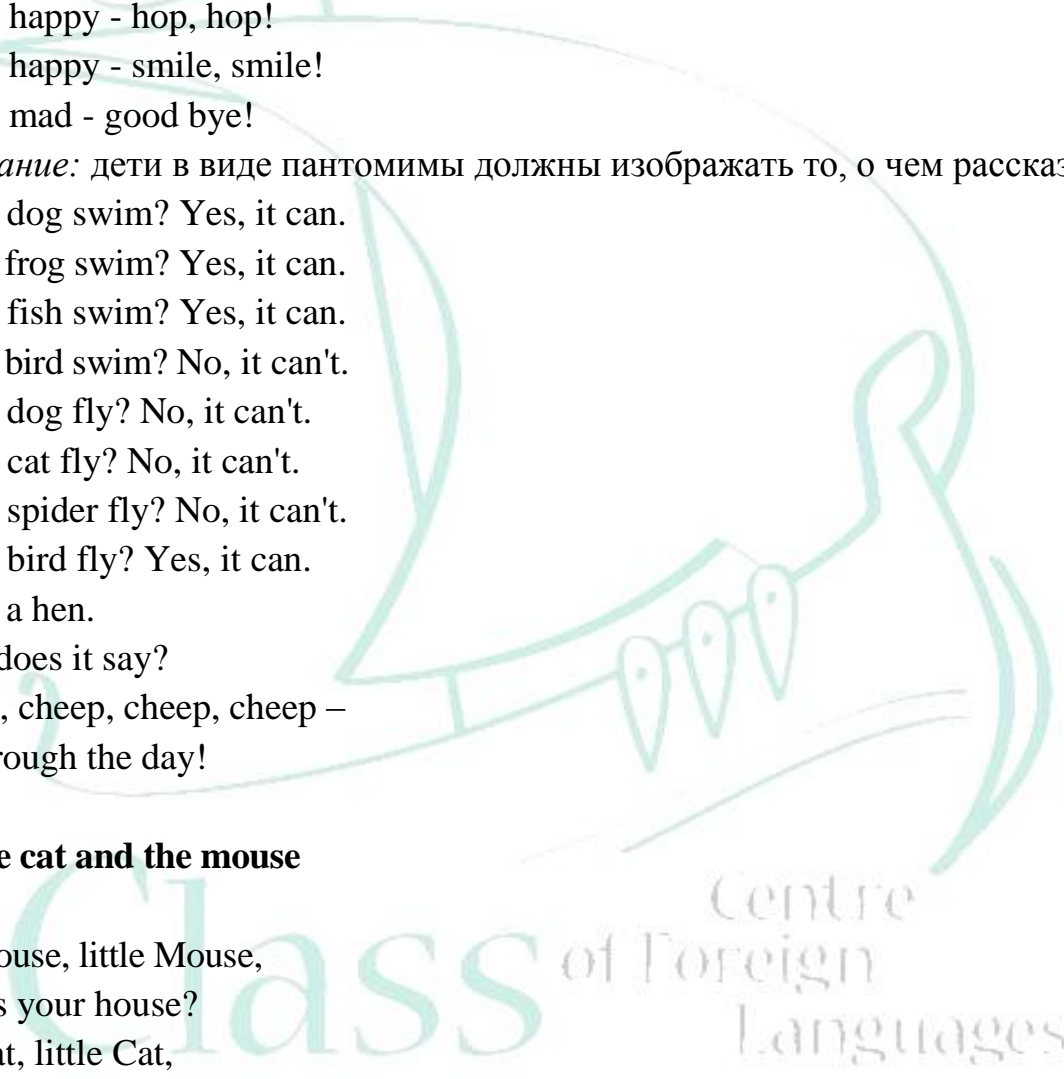 happy - hop, hop!
happy - smile, smile!
mad - good bye!
ание: дети в виде пантомимы должны изображать то, о чем рассказ
dog swim? Yes, it can.
frog swim? Yes, it can.
fish swim? Yes, it can.
bird swim? No, it can't.
dog fly? No, it can't.
cat fly? No, it can't.
spider fly? No, it can't.
bird fly? Yes, it can.
a hen.
does it say?
, cheep, cheep, cheep –
rough the day!
e cat and the mouse
ouse, little Mouse,
s your house?
at, little Cat,
Class Centre
of Foreign
Languages